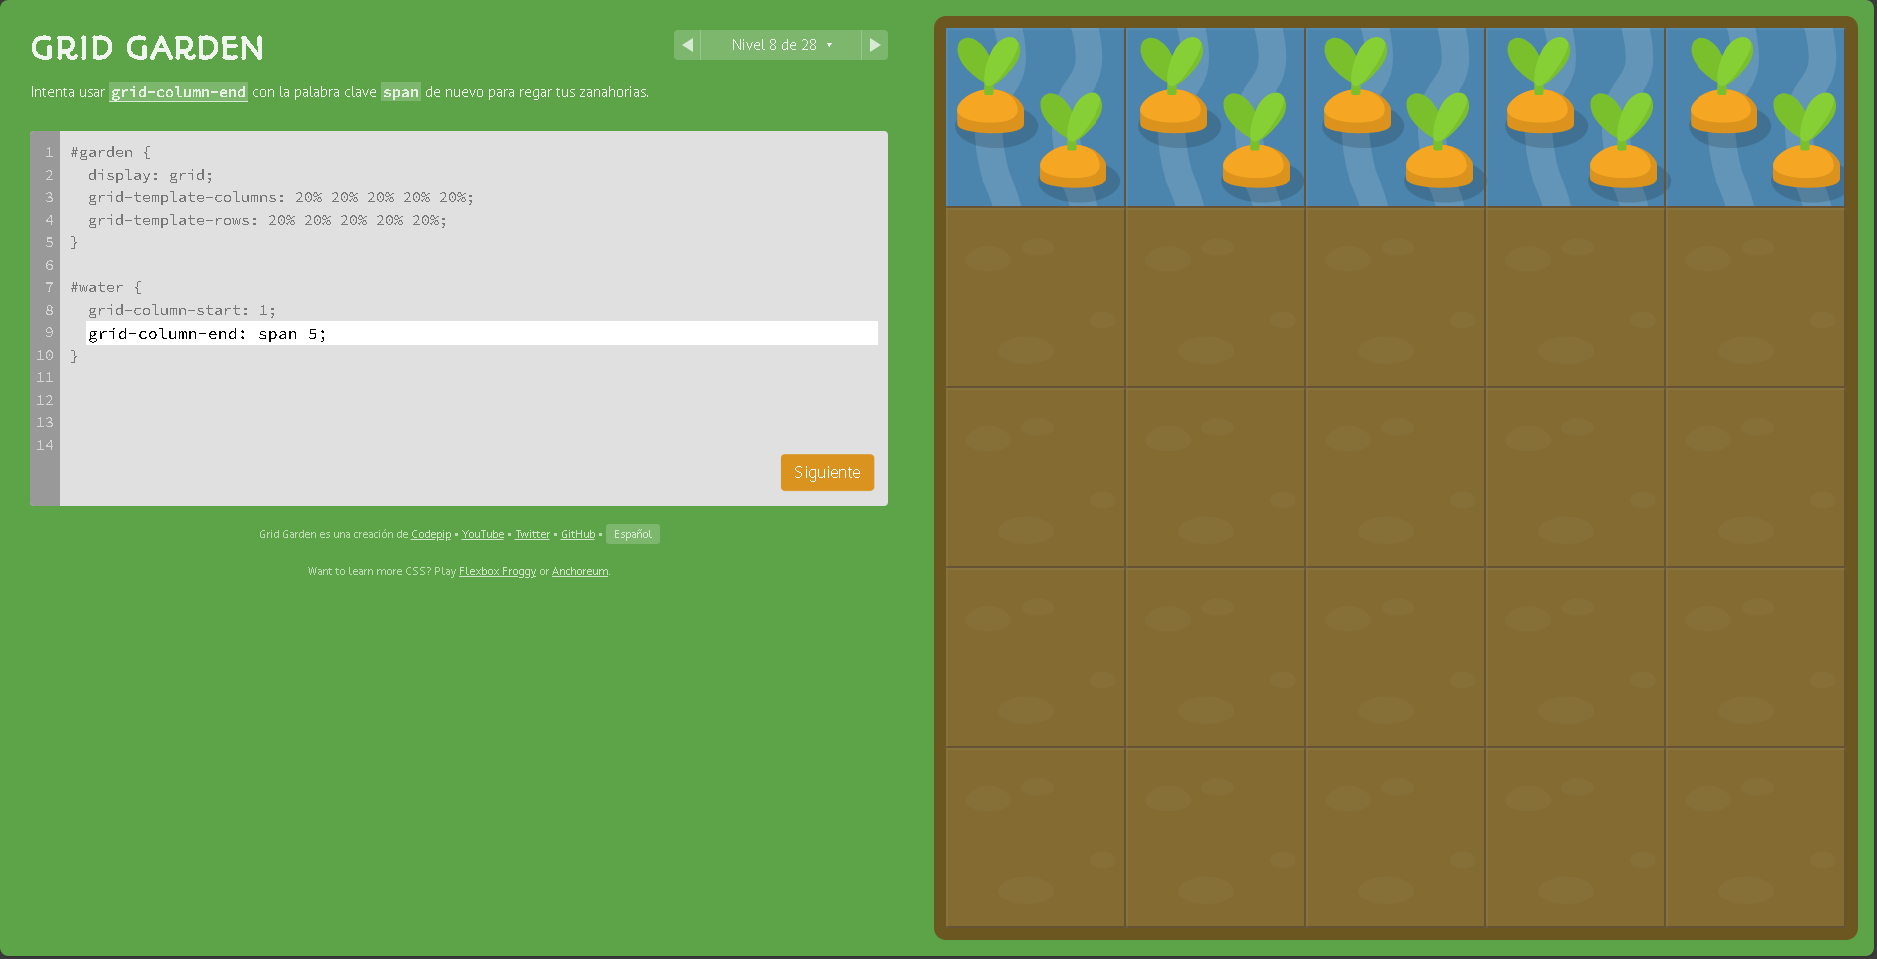 GRID GARDEN
Nivel 8 de 28
Intenta usar grid-column-end con la palabra clave span de nuevo para regar tus zanahorias.
1 #garden {
2 display: grid;
3 grid-template-columns: 20% 20% 20% 20% 20%;
4 grid-template-rows: 20% 20% 20% 20% 20%;
5 }
6
7 #water {
8 grid-column-start: 1;
9 grid-column-end: span 5;
10 }
11
12
13
14
Siguiente
Grid Garden es una creación de Codepip • YouTube • Twitter • GitHub • Español
Want to learn more CSS? Play Flexbox Froggy or Anchoreum.